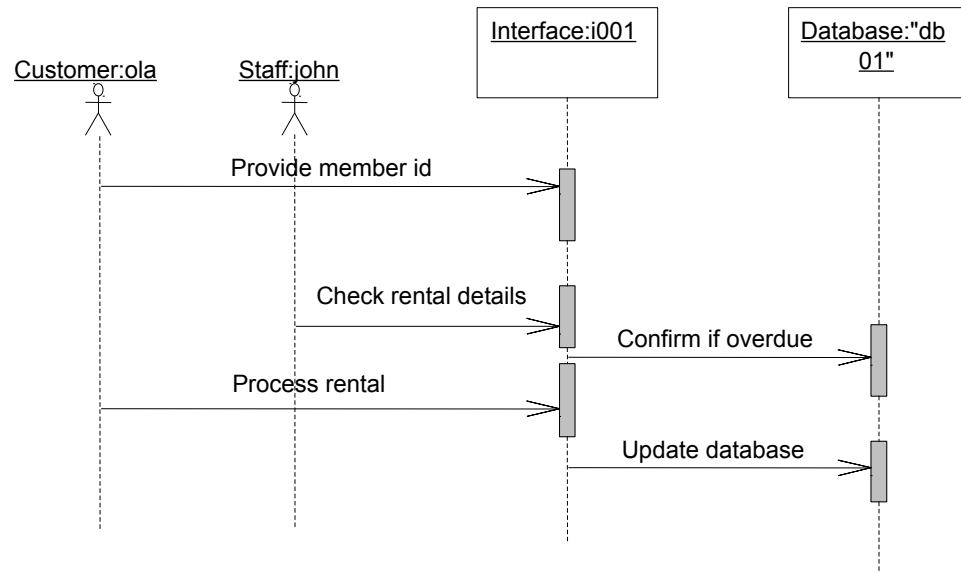 Customer:ola
Staff:john
Interface:i001
Database:"db
01"
Provide member id
Check rental details
Confirm if overdue
Process rental
Update database